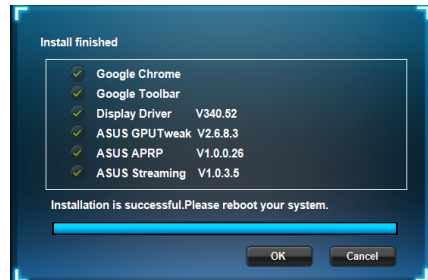 Install finished
Google Chrome
Google Toolbar
Display Driver V340.52
ASUS GPUTweak V2.6.8.3
ASUS APRP V1.0.0.26
ASUS Streaming V1.0.3.5
Installation is successful.Please reboot your system.
OK Cancel